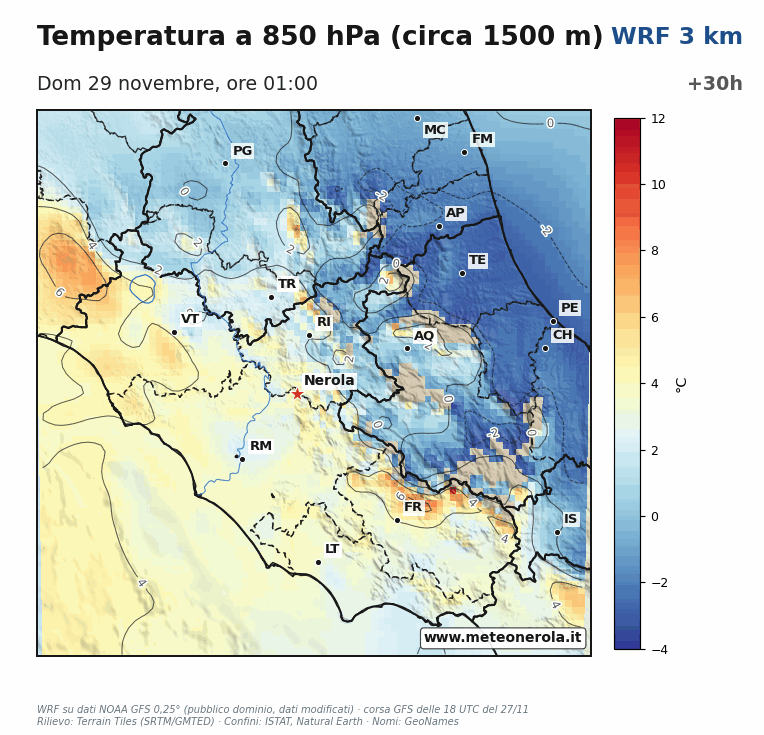 Temperatura a 850 hPa (circa 1500 m) WRF 3 km
Dom 29 novembre, ore 01:00 +30h
MC
FM
PG
AP
TE
TR
PE
VT
RI
AQ
CH
Nerola
RM
FR
IS
LT
www.meteonerola.it
12
10
8
6
4
2
0
−2
−4
°C
WRF su dati NOAA GFS 0,25° (pubblico dominio, dati modificati) · corsa GFS delle 18 UTC del 27/11
Rilievo: Terrain Tiles (SRTM/GMTED) · Confini: ISTAT, Natural Earth · Nomi: GeoNames